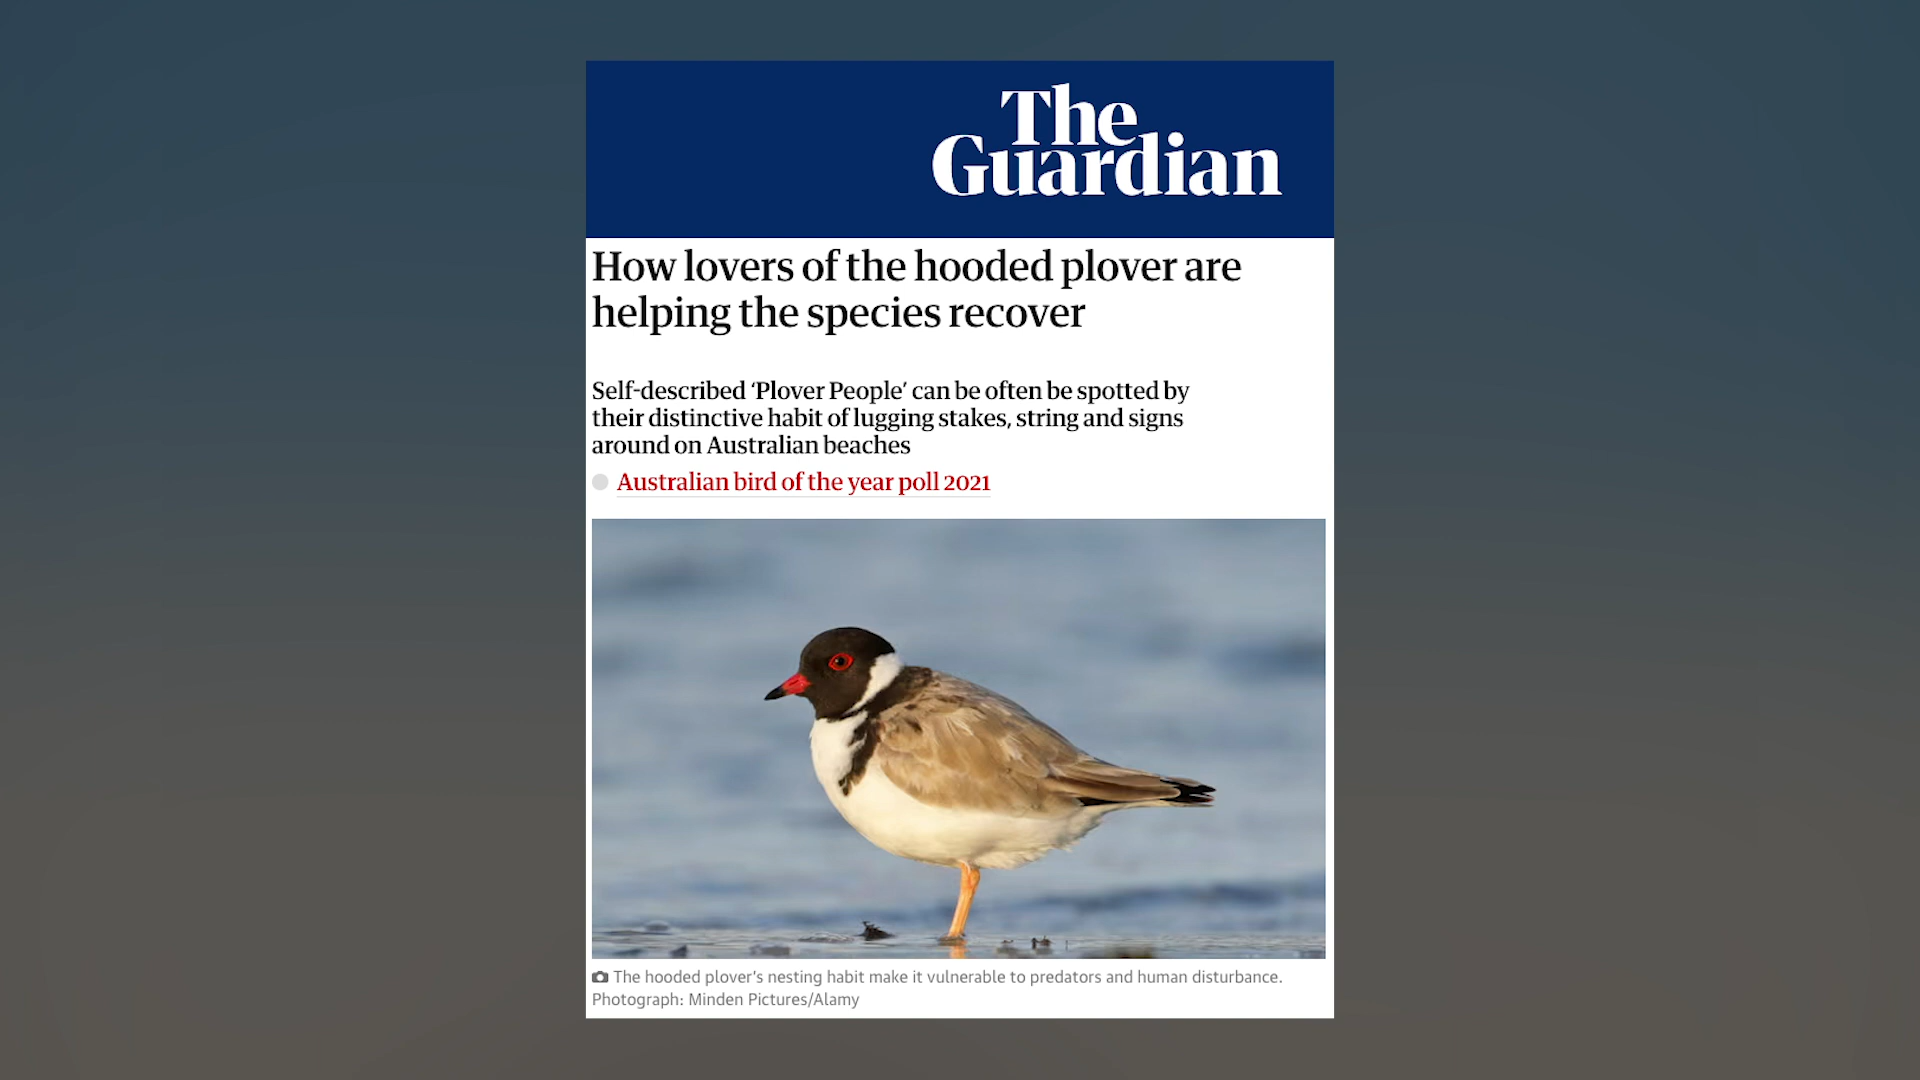 The
Guardian
How lovers of the hooded plover are
helping the species recover
Self-described ‘Plover People’ can be often be spotted by
their distinctive habit of lugging stakes, string and signs
around on Australian beaches
Australian bird of the year poll 2021
The hooded plover's nesting habit make it vulnerable to predators and human disturbance.
Photograph: Minden Pictures/Alamy